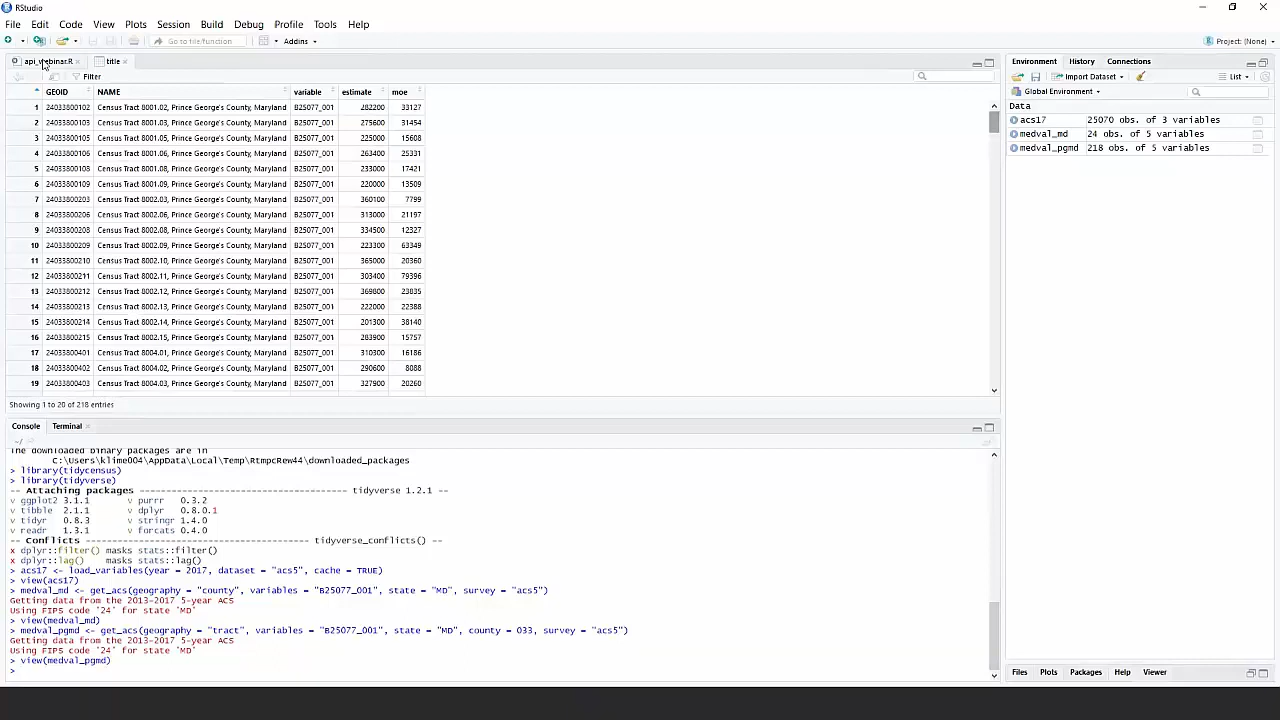 RStudio
File Edit Code View Plots Session Build Debug Profile Tools Help
Go to file/function Addins Project: (None)
api_webinar.R title
Filter
GEOID NAME variable estimate moe
1 24033800102 Census Tract 8001.02, Prince George's County, Maryland B25077_001 282200 33127
2 24033800103 Census Tract 8001.03, Prince George's County, Maryland B25077_001 275600 31454
3 24033800105 Census Tract 8001.05, Prince George's County, Maryland B25077_001 225000 15608
4 24033800106 Census Tract 8001.06, Prince George's County, Maryland B25077_001 263400 25331
5 24033800108 Census Tract 8001.08, Prince George's County, Maryland B25077_001 233000 17421
6 24033800109 Census Tract 8001.09, Prince George's County, Maryland B25077_001 220000 13509
7 24033800203 Census Tract 8002.03, Prince George's County, Maryland B25077_001 360100 7799
8 24033800206 Census Tract 8002.06, Prince George's County, Maryland B25077_001 313000 21197
9 24033800208 Census Tract 8002.08, Prince George's County, Maryland B25077_001 334500 12327
10 24033800209 Census Tract 8002.09, Prince George's County, Maryland B25077_001 223300 63349
11 24033800210 Census Tract 8002.10, Prince George's County, Maryland B25077_001 365000 20360
12 24033800211 Census Tract 8002.11, Prince George's County, Maryland B25077_001 303400 79396
13 24033800212 Census Tract 8002.12, Prince George's County, Maryland B25077_001 369800 23835
14 24033800213 Census Tract 8002.13, Prince George's County, Maryland B25077_001 222000 22388
15 24033800214 Census Tract 8002.14, Prince George's County, Maryland B25077_001 201300 38140
16 24033800215 Census Tract 8002.15, Prince George's County, Maryland B25077_001 283900 15757
17 24033800401 Census Tract 8004.01, Prince George's County, Maryland B25077_001 310300 16186
18 24033800402 Census Tract 8004.02, Prince George's County, Maryland B25077_001 290600 8088
19 24033800403 Census Tract 8004.03, Prince George's County, Maryland B25077_001 327900 20260
Showing 1 to 20 of 218 entries
Console Terminal
~/
The downloaded binary packages are in
C:\Users\klime004\AppData\Local\Temp\RtmpcRew44\downloaded_packages
> library(tidycensus)
> library(tidyverse)
-- Attaching packages ------------------------------------- tidyverse 1.2.1 --
v ggplot2 3.1.1 v purrr 0.3.2
v tibble 2.1.1 v dplyr 0.8.0.1
v tidyr 0.8.3 v stringr 1.4.0
v readr 1.3.1 v forcats 0.4.0
-- Conflicts ---------------------------------------- tidyverse_conflicts() --
x dplyr::filter() masks stats::filter()
x dplyr::lag() masks stats::lag()
> acs17 <- load_variables(year = 2017, dataset = "acs5", cache = TRUE)
> view(acs17)
> medval_md <- get_acs(geography = "county", variables = "B25077_001", state = "MD", survey = "acs5")
Getting data from the 2013-2017 5-year ACS
Using FIPS code '24' for state 'MD'
> view(medval_md)
> medval_pgmd <- get_acs(geography = "tract", variables = "B25077_001", state = "MD", county = 033, survey = "acs5")
Getting data from the 2013-2017 5-year ACS
Using FIPS code '24' for state 'MD'
> view(medval_pgmd)
>
Environment History Connections
Import Dataset List
Global Environment
Data
acs17 25070 obs. of 3 variables
medval_md 24 obs. of 5 variables
medval_pgmd 218 obs. of 5 variables
Files Plots Packages Help Viewer